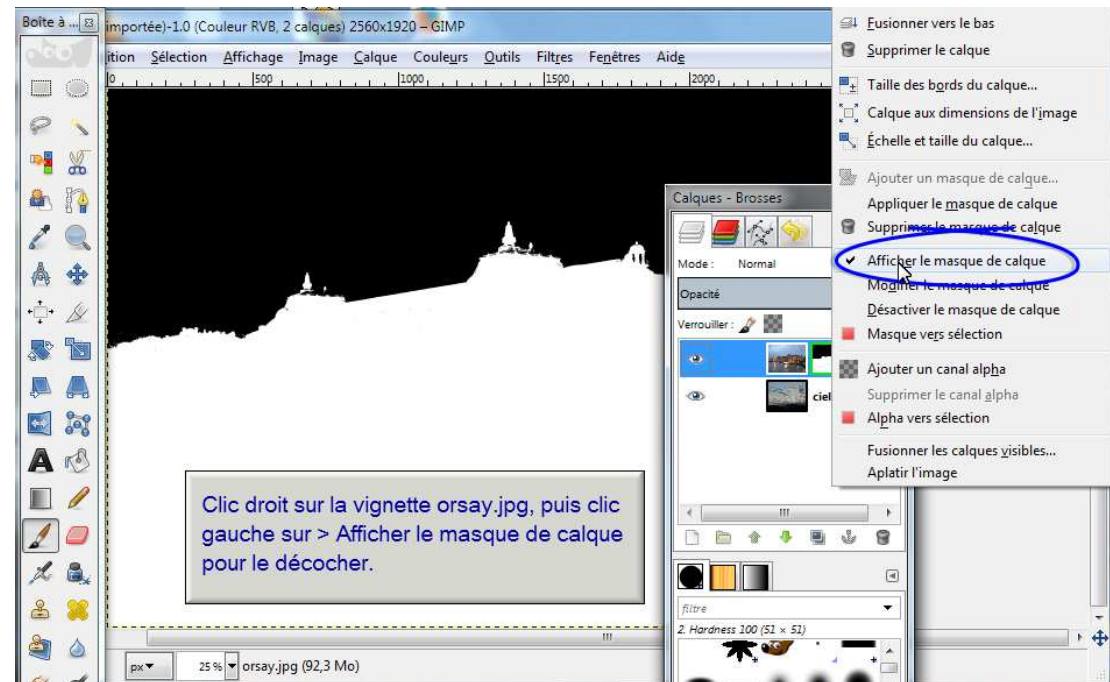 Boîte à ...
importée)-1.0 (Couleur RVB, 2 calques) 2560x1920 – GIMP
ition Sélection Affichage Image Calque Couleurs Outils Filtres Fenêtres Aide
0 500 1000 1500 2000
Fusionner vers le bas
Supprimer le calque
Taille des bords du calque...
Calque aux dimensions de l'image
Échelle et taille du calque...
Ajouter un masque de calque...
Appliquer le masque de calque
Supprimer le masque de calque
Afficher le masque de calque
Modifier le masque de calque
Désactiver le masque de calque
Masque vers sélection
Ajouter un canal alpha
Supprimer le canal alpha
Alpha vers sélection
Fusionner les calques visibles...
Aplatir l'image
Calques - Brosses
Mode : Normal
Opacité
Verrouiller :
ciel
filtre
2. Hardness 100 (51 × 51)
Clic droit sur la vignette orsay.jpg, puis clic
gauche sur > Afficher le masque de calque
pour le décocher.
px 25 % orsay.jpg (92,3 Mo)